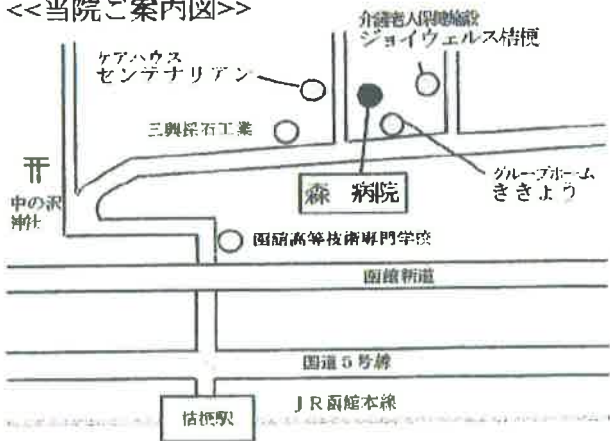 <<当院ご案内図>>
介護老人保健施設
ジョイウェルス桔梗
ケアハウス
センテナリアン
三興採石工業
中の沢
神社
森 病院
グループホーム
ききょう
函館高等技術専門学校
函館新道
国道5号線
JR函館本線
桔梗駅